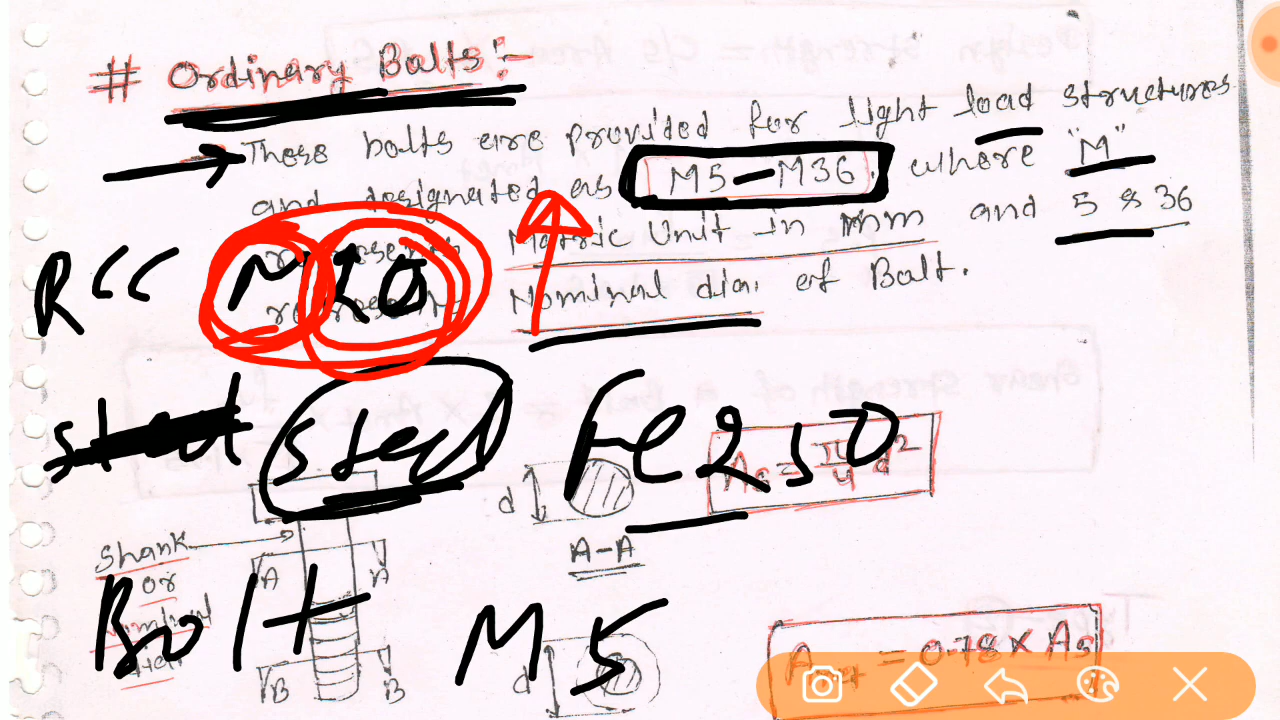 # Ordinary Bolts:-
These bolts are provided for light load structures
and designated as M5-M36. where "M"
Metric Unit in mm and 5 & 36
Nominal dia. of Bolt.
RCC M20
steel steel Fe250
As = π/4 d²
d
A-A
Shank
or
A A
Bolt M5
B B
d
= 0.78 x As